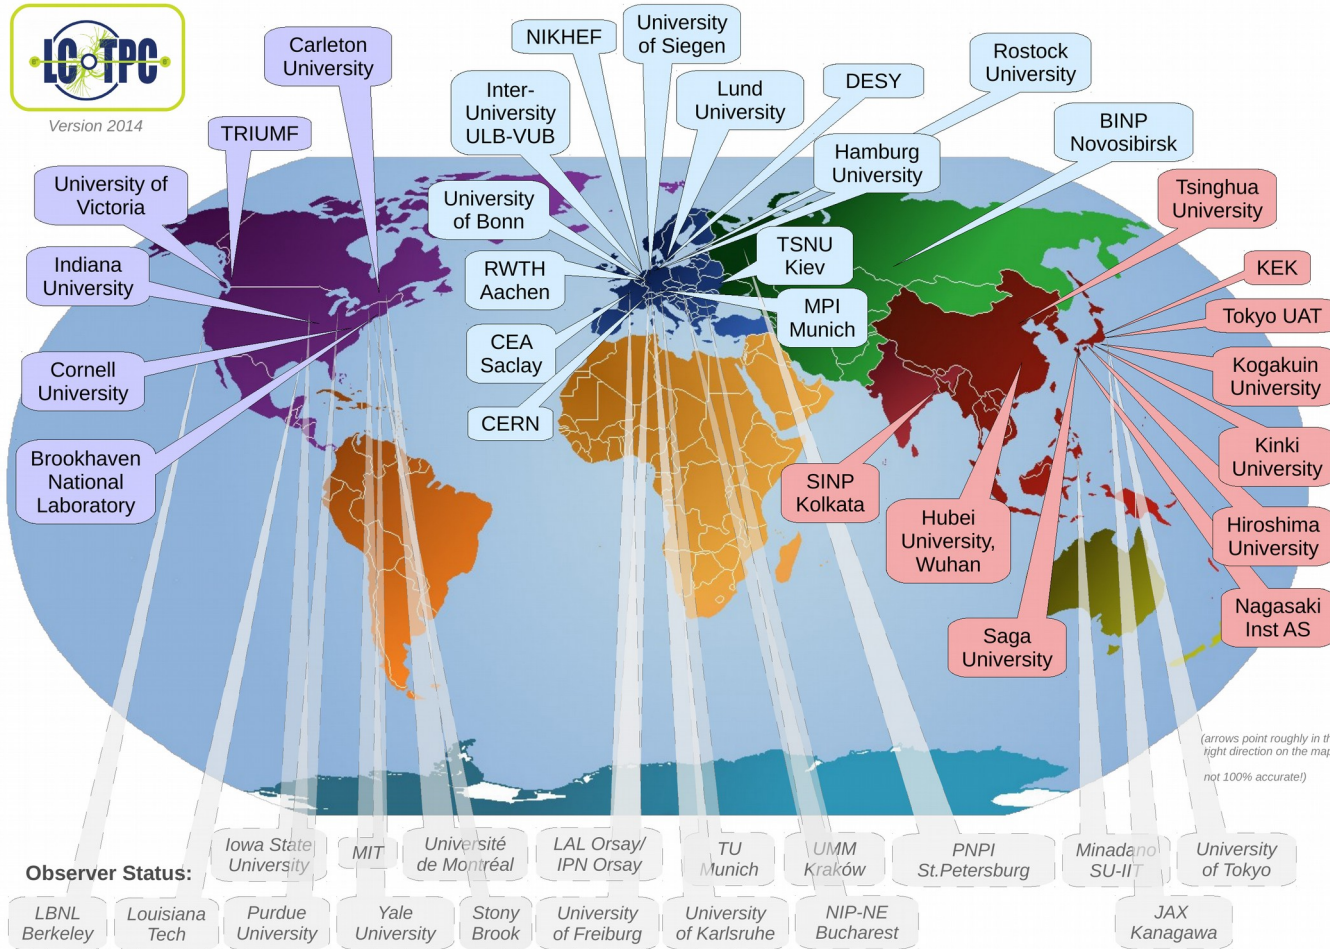 LC TPC
Version 2014
Carleton
University
TRIUMF
University of
Victoria
Indiana
University
Cornell
University
Brookhaven
National
Laboratory
NIKHEF
University
of Siegen
Inter-
University
ULB-VUB
Lund
University
DESY
Rostock
University
BINP
Novosibirsk
Hamburg
University
University
of Bonn
TSNU
Kiev
RWTH
Aachen
MPI
Munich
CEA
Saclay
CERN
Tsinghua
University
KEK
Tokyo UAT
Kogakuin
University
Kinki
University
SINP
Kolkata
Hubei
University,
Wuhan
Hiroshima
University
Nagasaki
Inst AS
Saga
University
(arrows point roughly in th
right direction on the map
not 100% accurate!)
Observer Status:
Iowa State
University
MIT
Université
de Montréal
LAL Orsay/
IPN Orsay
TU
Munich
UMM
Kraków
PNPI
St.Petersburg
Minadano
SU-IIT
University
of Tokyo
LBNL
Berkeley
Louisiana
Tech
Purdue
University
Yale
University
Stony
Brook
University
of Freiburg
University
of Karlsruhe
NIP-NE
Bucharest
JAX
Kanagawa